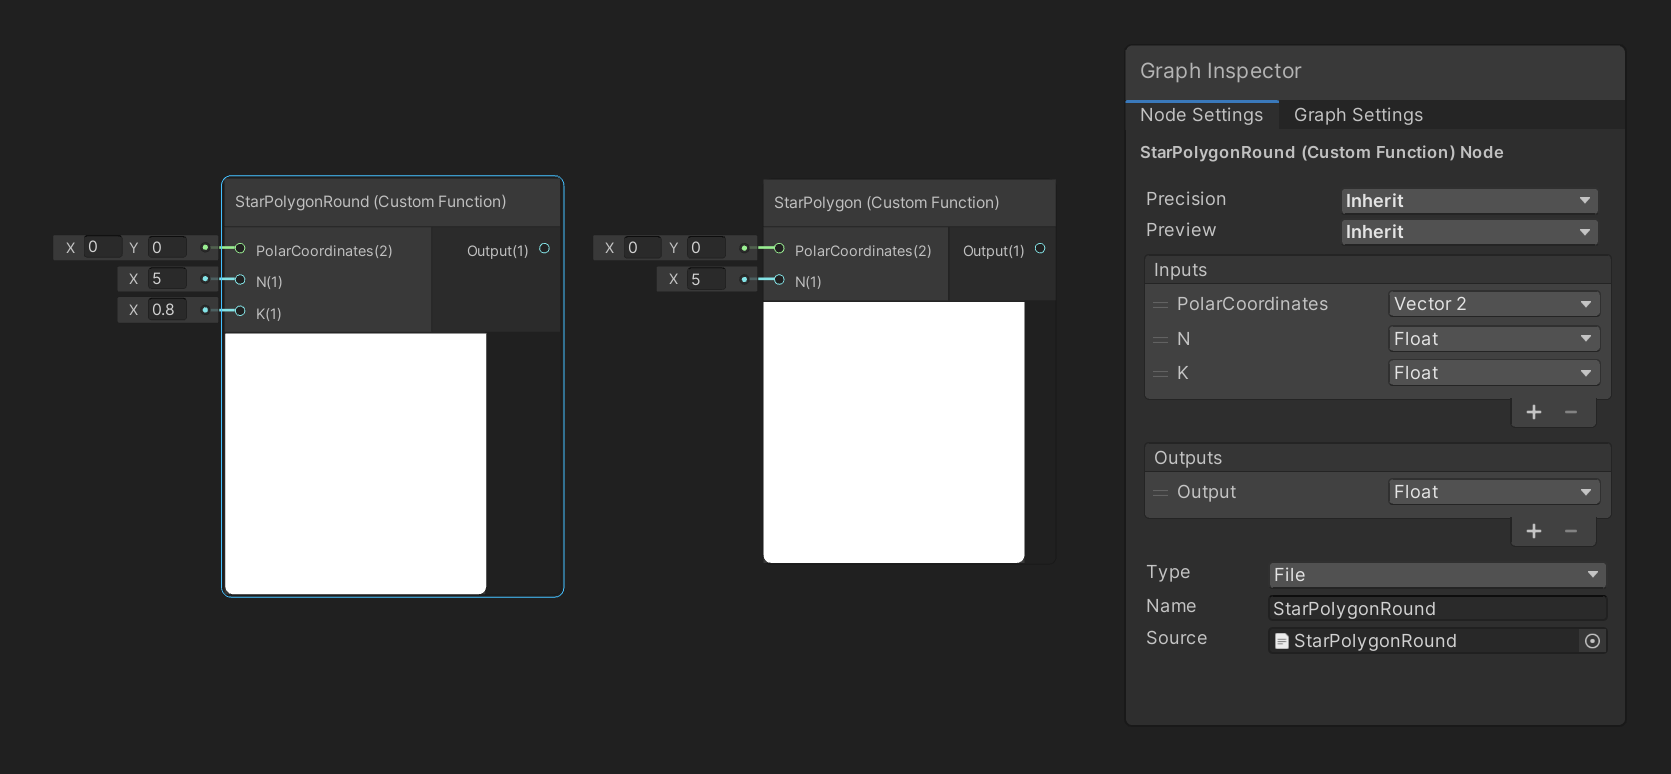 StarPolygonRound (Custom Function)
X 0 Y 0 PolarCoordinates(2) Output(1)
X 5 N(1)
X 0.8 K(1)
StarPolygon (Custom Function)
X 0 Y 0 PolarCoordinates(2) Output(1)
X 5 N(1)
Graph Inspector
Node Settings Graph Settings
StarPolygonRound (Custom Function) Node
Precision Inherit
Preview Inherit
Inputs
PolarCoordinates Vector 2
N Float
K Float
+ −
Outputs
Output Float
+ −
Type File
Name StarPolygonRound
Source StarPolygonRound